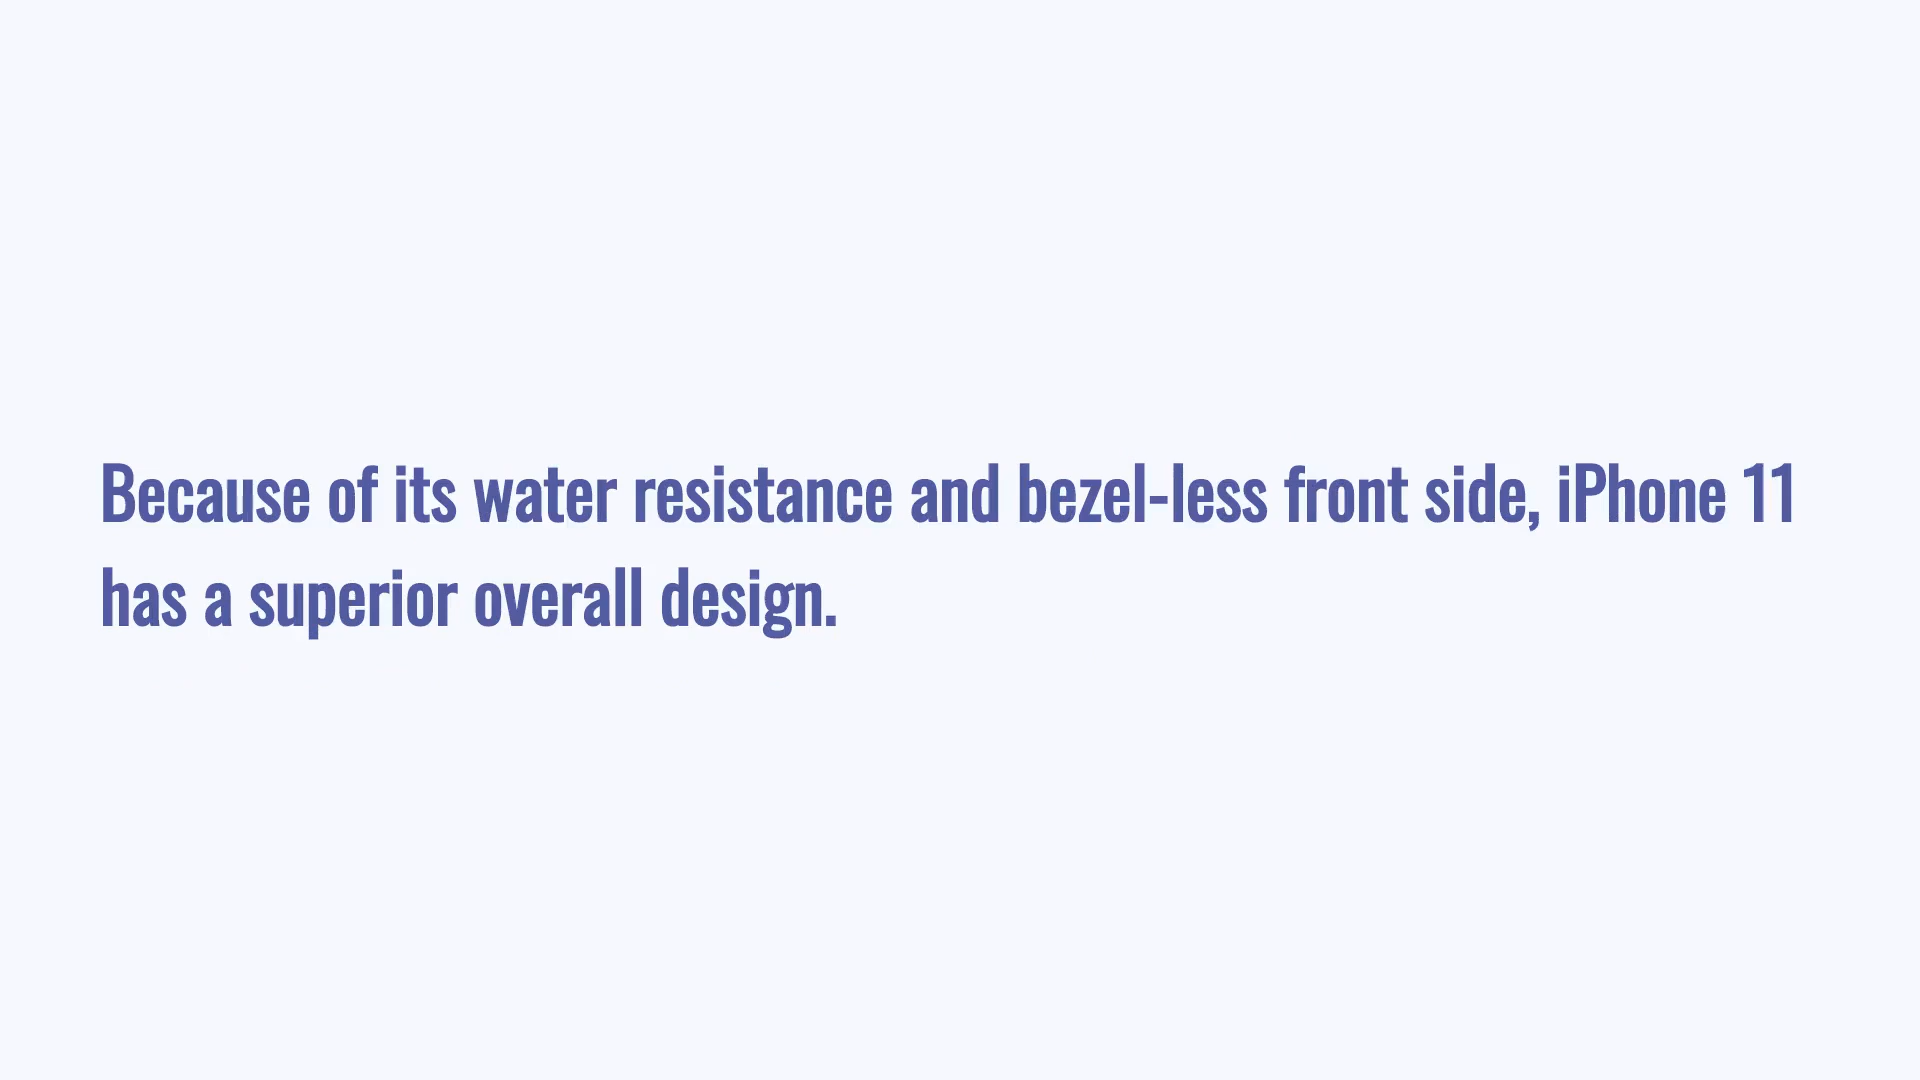 Because of its water resistance and bezel-less front side, iPhone 11
has a superior overall design.